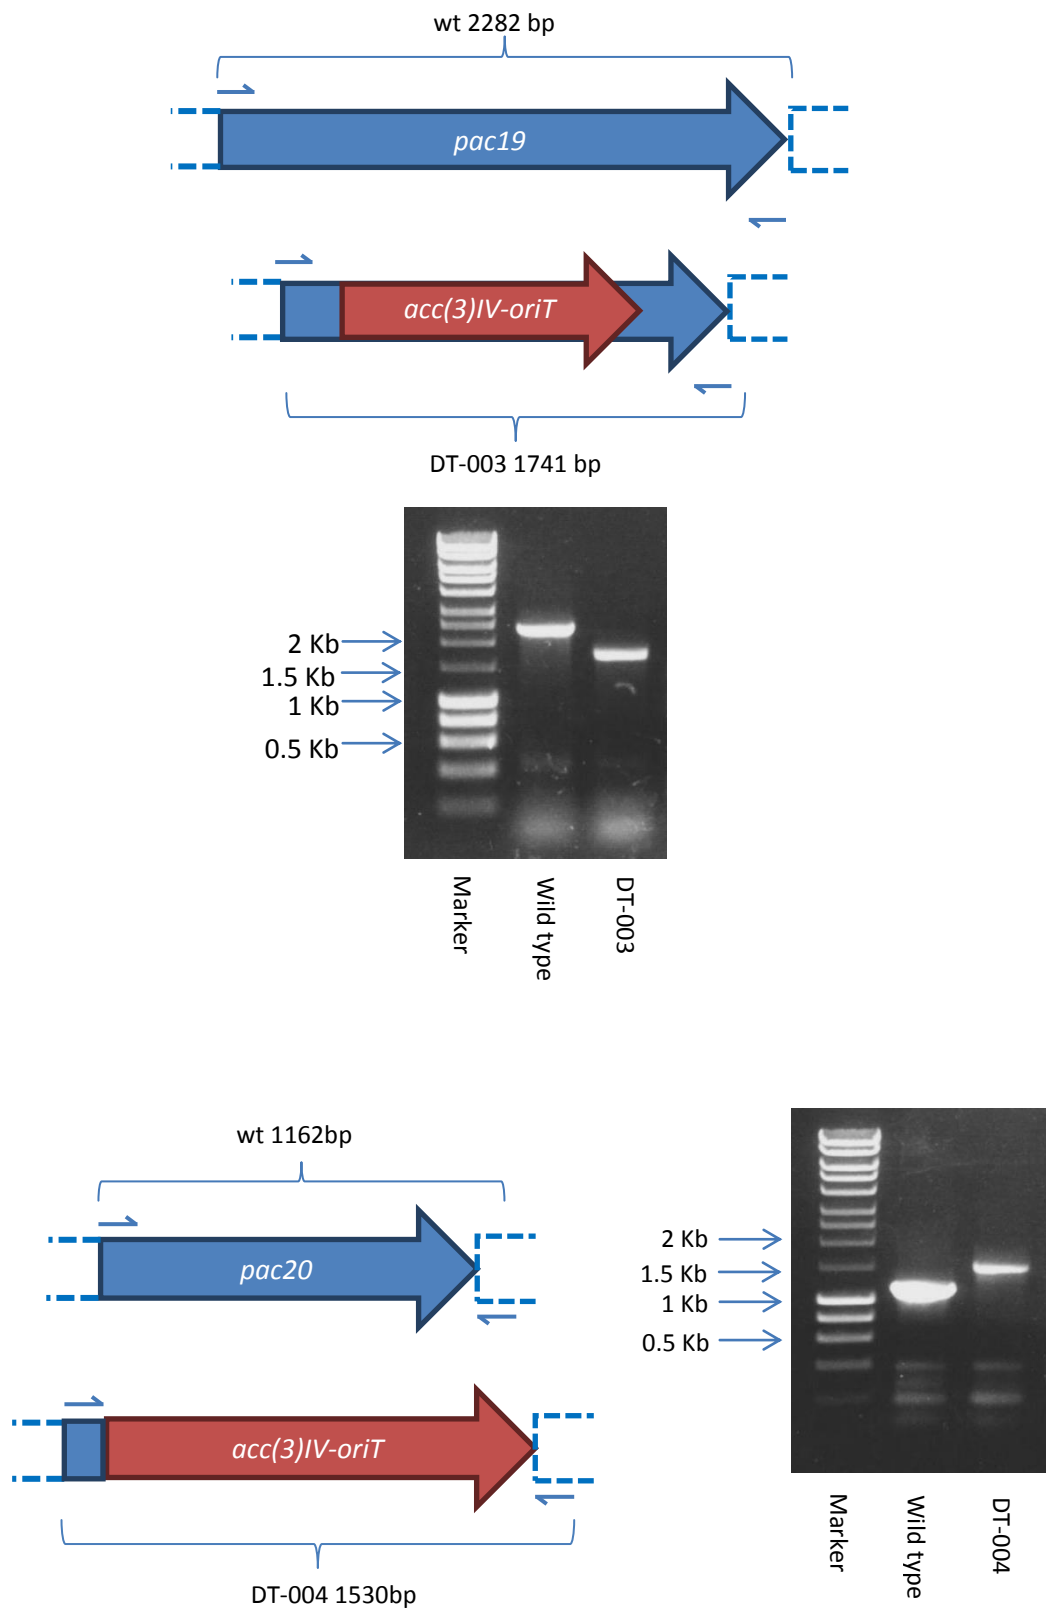 wt 2282 bp
pac19
acc(3)IV-oriT
DT-003 1741 bp
2 Kb
1.5 Kb
1 Kb
0.5 Kb
Marker
Wild type
DT-003
wt 1162bp
pac20
acc(3)IV-oriT
DT-004 1530bp
2 Kb
1.5 Kb
1 Kb
0.5 Kb
Marker
Wild type
DT-004